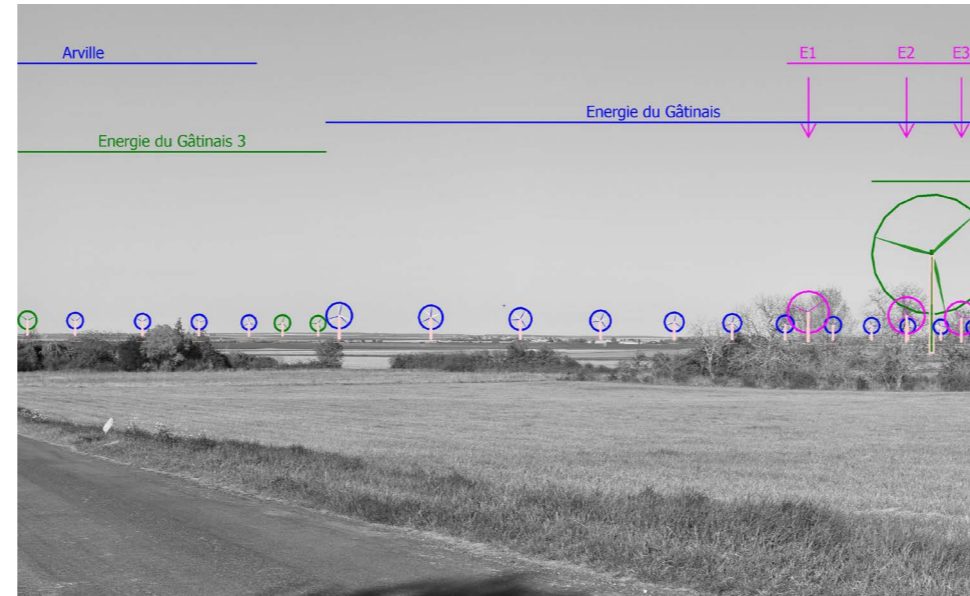 Arville
E1
E2
E3
Energie du Gâtinais
Energie du Gâtinais 3